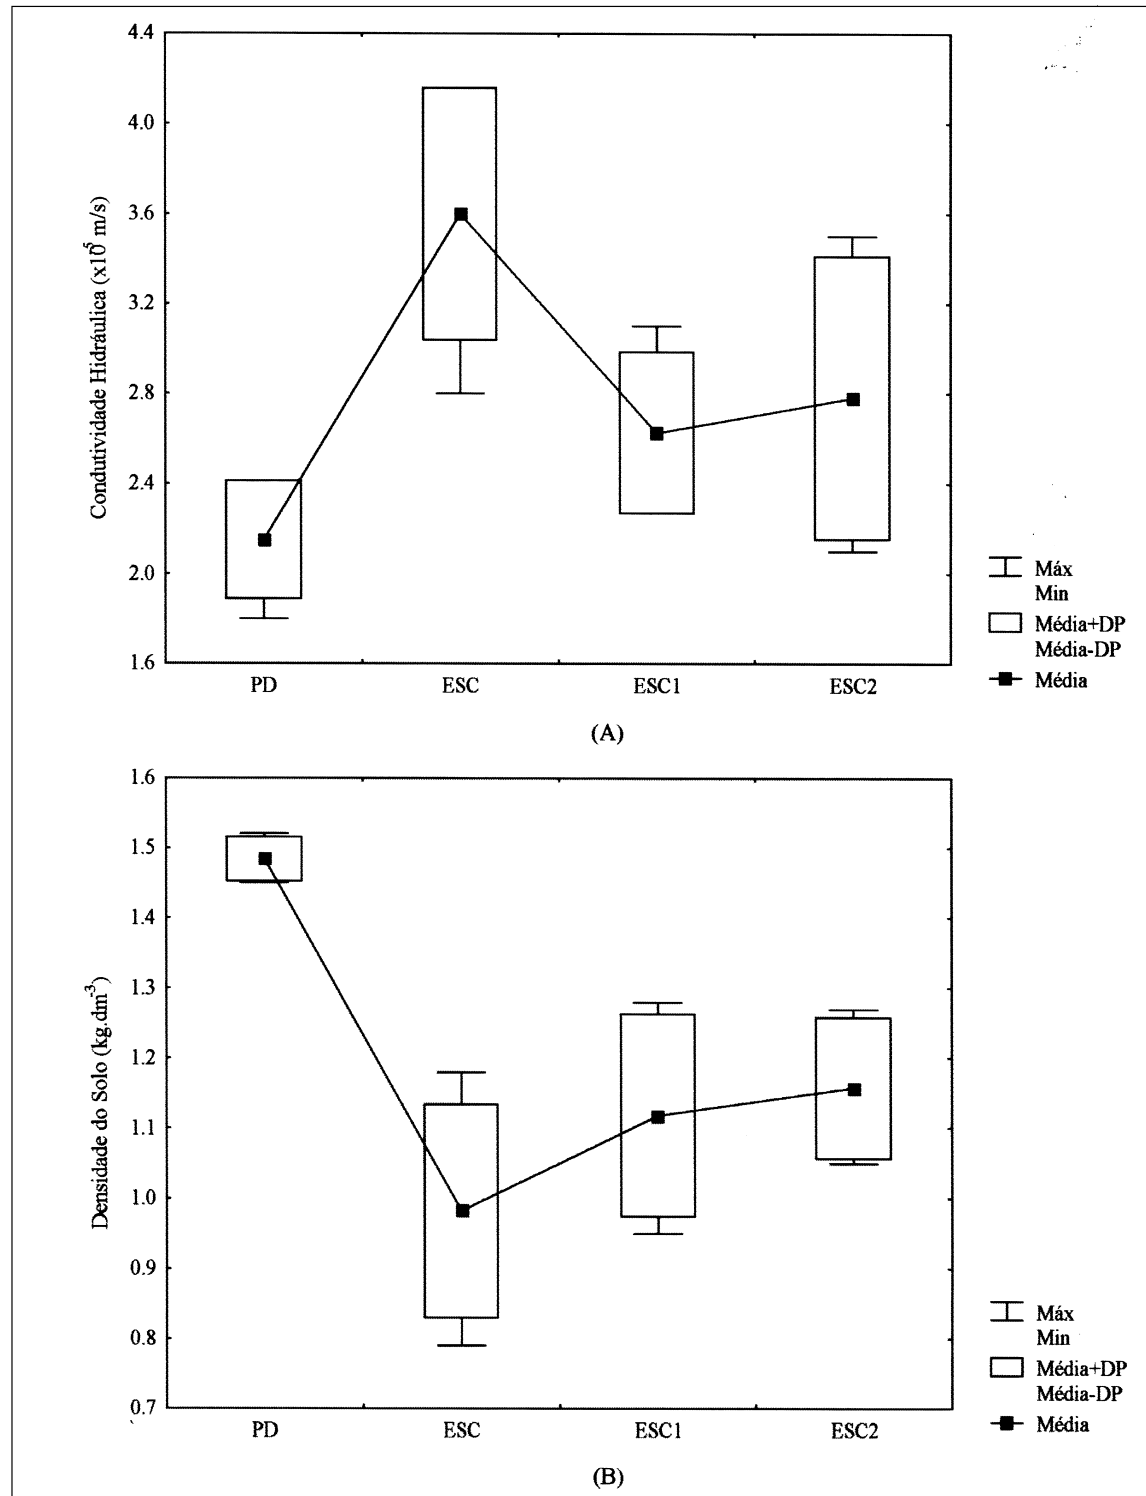 4.4
4.0
3.6
3.2
2.8
2.4
2.0
1.6
Condutividade Hidráulica (x10⁵ m/s)
PD ESC ESC1 ESC2
Máx
Min
Média+DP
Média-DP
Média
(A)
1.6
1.5
1.4
1.3
1.2
1.1
1.0
0.9
0.8
0.7
Densidade do Solo (kg.dm⁻³)
PD ESC ESC1 ESC2
Máx
Min
Média+DP
Média-DP
Média
(B)